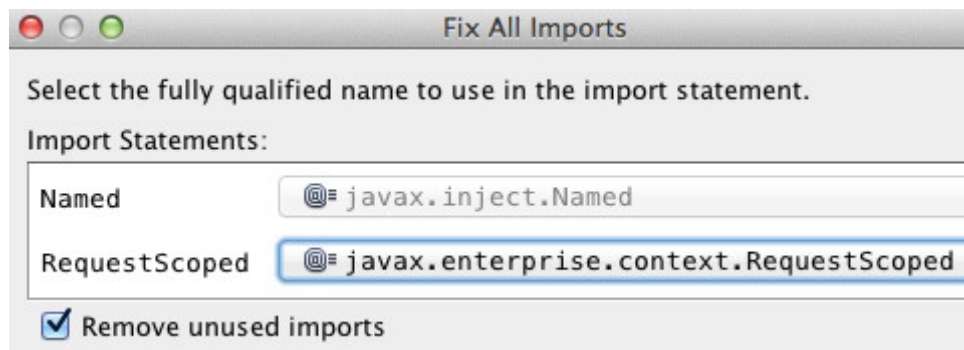 Fix All Imports
Select the fully qualified name to use in the import statement.
Import Statements:
Named javax.inject.Named
RequestScoped javax.enterprise.context.RequestScoped
Remove unused imports